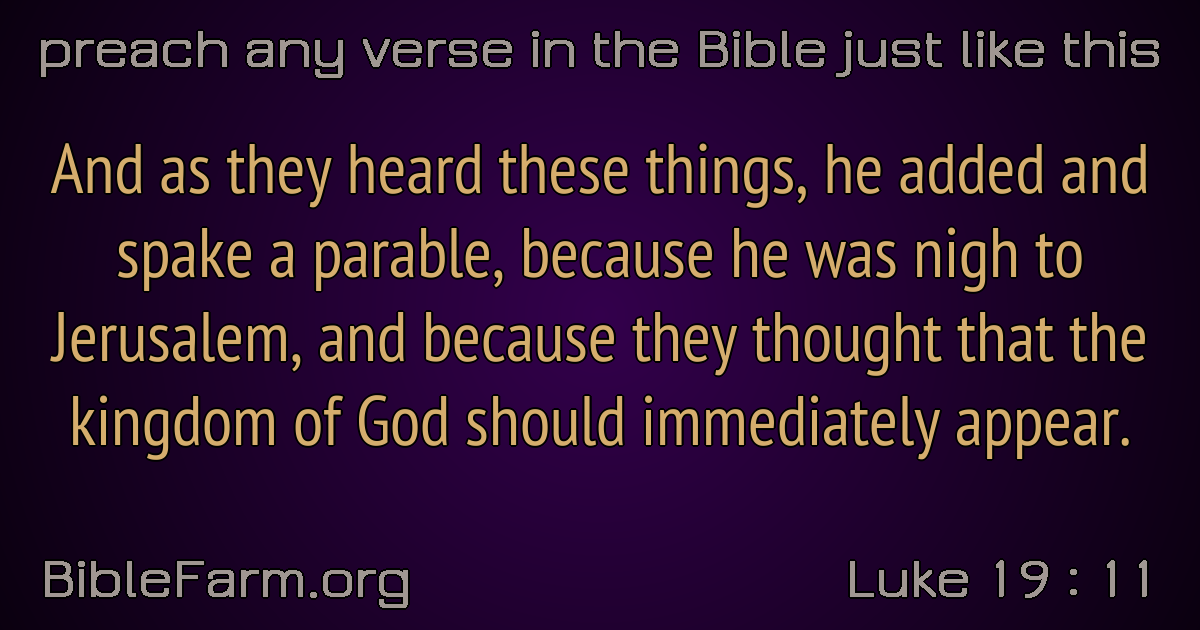 preach any verse in the Bible just like this
And as they heard these things, he added and
spake a parable, because he was nigh to
Jerusalem, and because they thought that the
kingdom of God should immediately appear.
BibleFarm.org
Luke 19 : 11